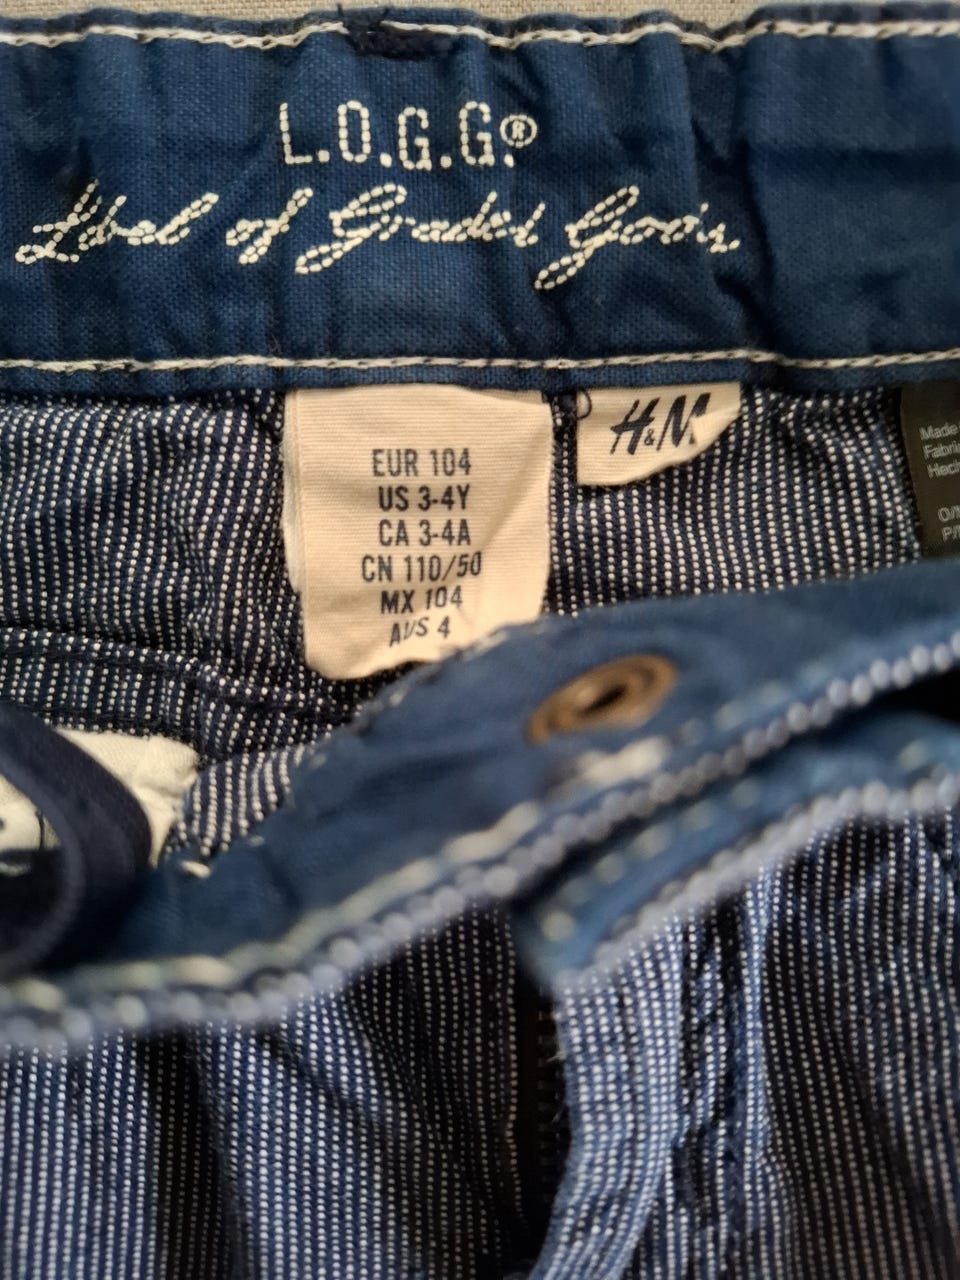 L.O.G.G.®
Label of Graded Goods
H&M
EUR 104
US 3-4Y
CA 3-4A
CN 110/50
MX 104
AUS 4
Made